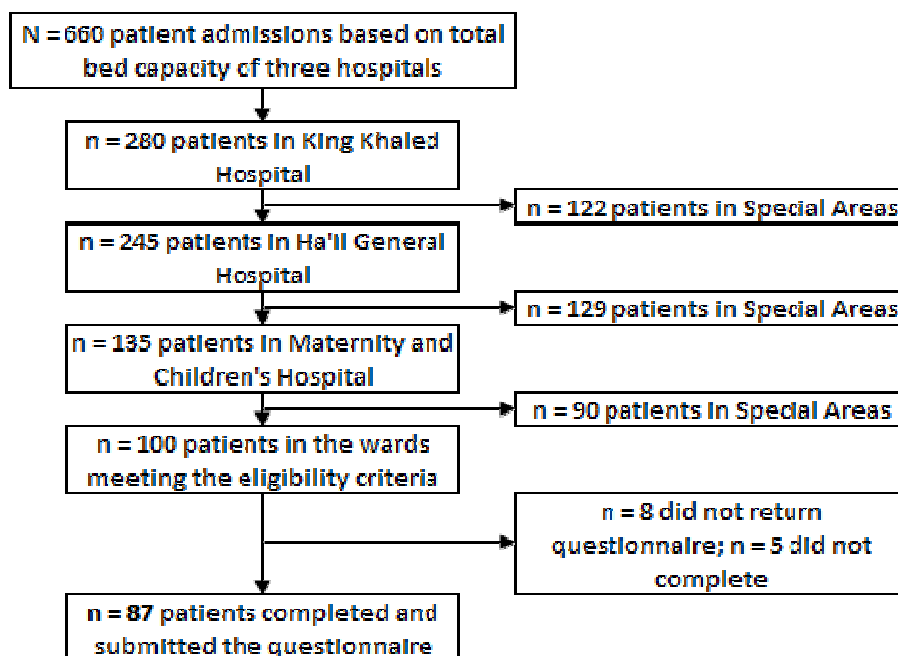 N = 660 patient admissions based on total
bed capacity of three hospitals
n = 280 patients in King Khaled
Hospital
n = 122 patients in Special Areas
n = 245 patients in Ha'il General
Hospital
n = 129 patients in Special Areas
n = 135 patients in Maternity and
Children's Hospital
n = 90 patients in Special Areas
n = 100 patients in the wards
meeting the eligibility criteria
n = 8 did not return
questionnaire; n = 5 did not
complete
n = 87 patients completed and
submitted the questionnaire